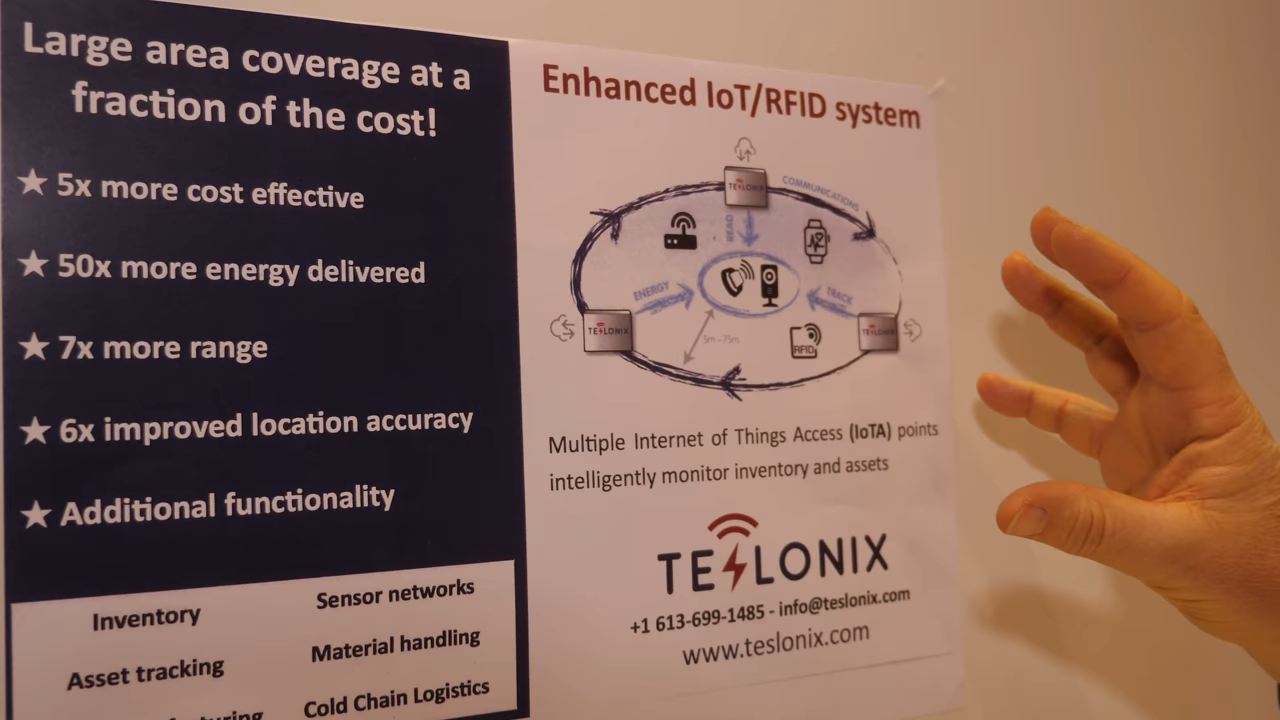 Large area coverage at a
fraction of the cost!
★ 5x more cost effective
★ 50x more energy delivered
★ 7x more range
★ 6x improved location accuracy
★ Additional functionality
Inventory
Sensor networks
Asset tracking
Material handling
Cold Chain Logistics
Enhanced IoT/RFID system
TESLONIX
COMMUNICATIONS
READ
ENERGY
TRACK
TESLONIX
5m-75m
RFID
TESLONIX
Multiple Internet of Things Access (IoTA) points
intelligently monitor inventory and assets
TESLONIX
+1 613-699-1485 - info@teslonix.com
www.teslonix.com